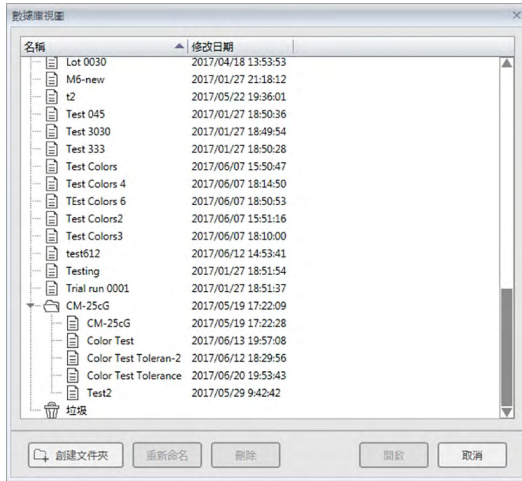 數據庫視圖
名稱 修改日期
Lot 0030 2017/04/18 13:53:53
M6-new 2017/01/27 21:18:12
t2 2017/05/22 19:36:01
Test 045 2017/01/27 18:50:36
Test 3030 2017/01/27 18:49:54
Test 333 2017/01/27 18:50:28
Test Colors 2017/06/07 15:50:47
Test Colors 4 2017/06/07 18:14:50
TEst Colors 6 2017/06/07 18:50:53
Test Colors2 2017/06/07 15:51:16
Test Colors3 2017/06/07 18:10:00
test612 2017/06/12 14:53:41
Testing 2017/01/27 18:51:54
Trial run 0001 2017/01/27 18:51:37
CM-25cG 2017/05/19 17:22:09
CM-25cG 2017/05/19 17:22:28
Color Test 2017/06/13 19:57:08
Color Test Toleran-2 2017/06/12 18:29:56
Color Test Tolerance 2017/06/20 19:53:43
Test2 2017/05/29 9:42:42
垃圾
創建文件夾 重新命名 刪除 開啟 取消